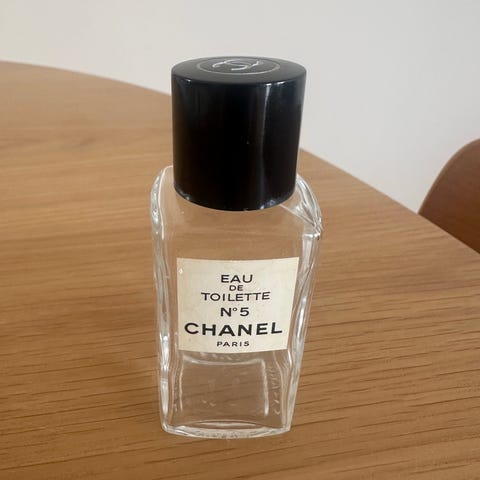 EAU
DE
TOILETTE
N°5
CHANEL
PARIS